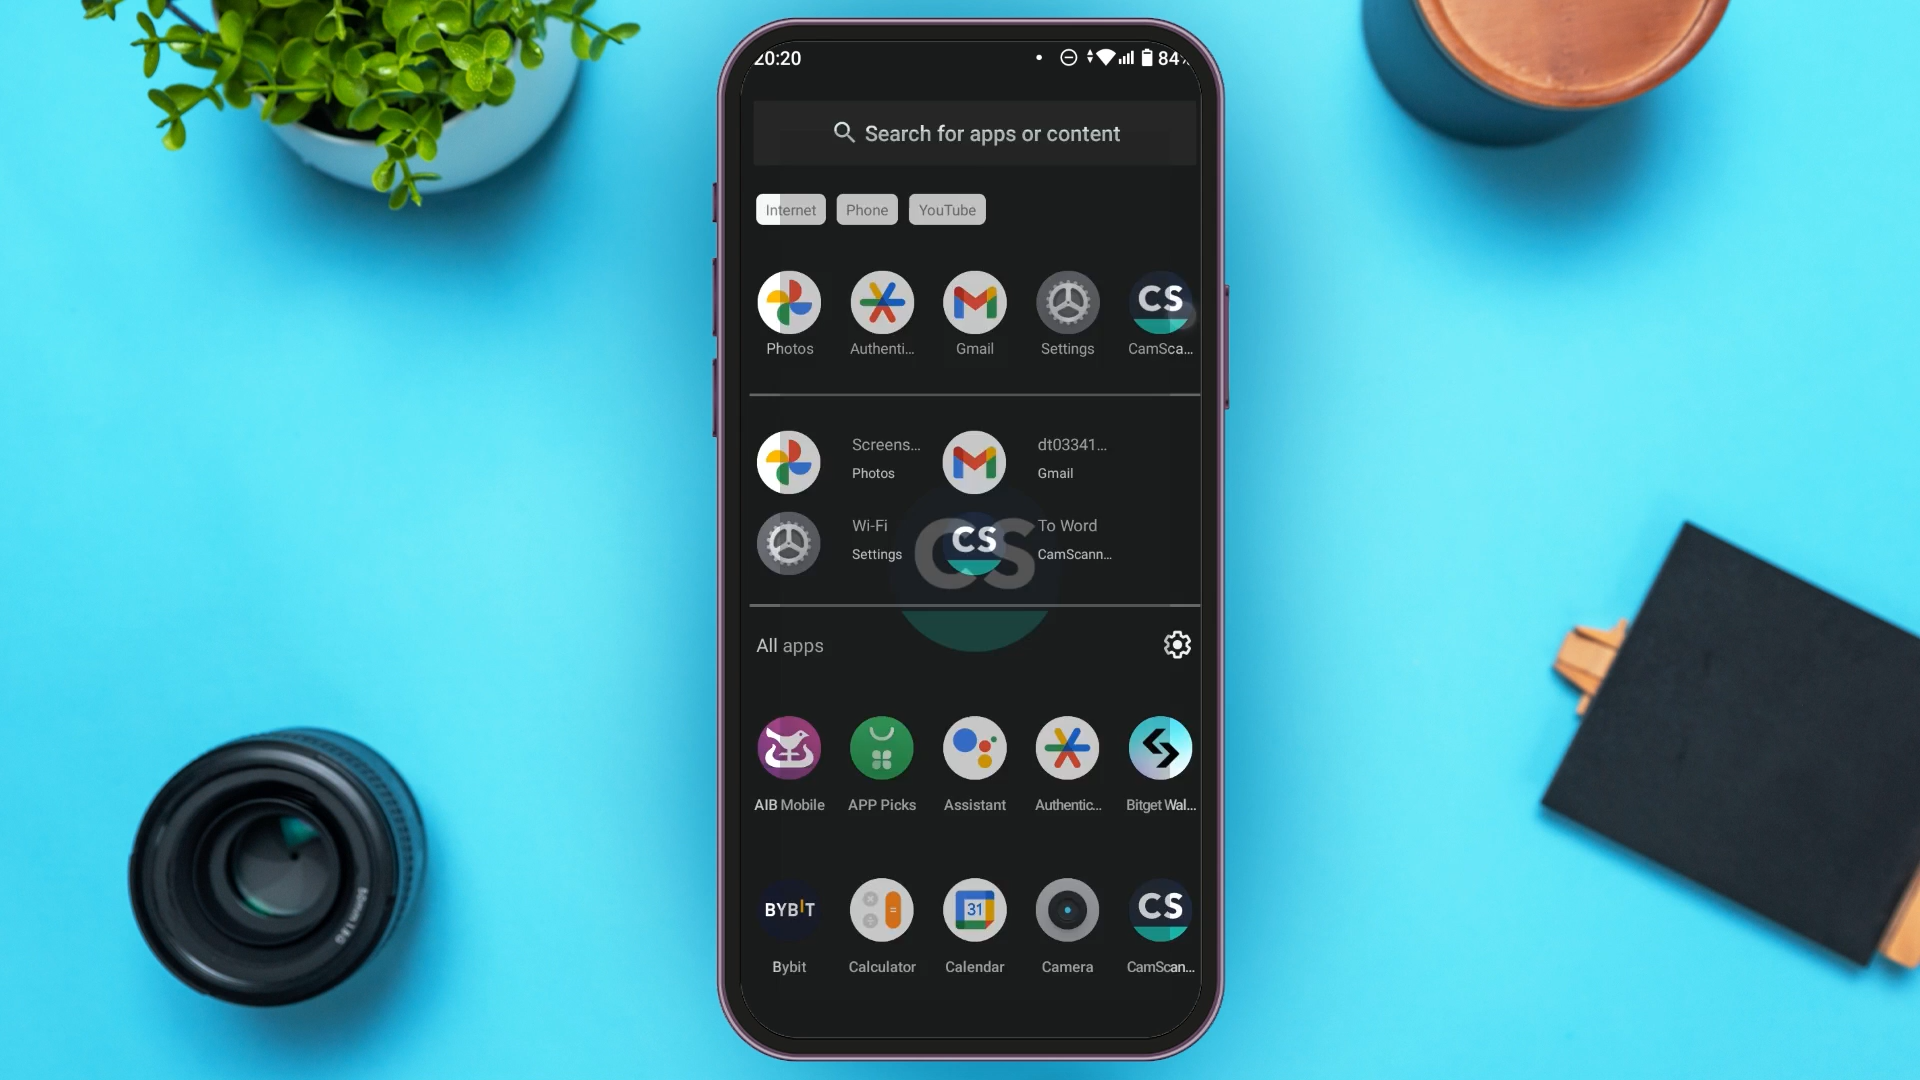 20:20 84
Search for apps or content
Internet Phone YouTube
CS
Photos Authenti... Gmail Settings CamSca...
Screens... dt03341...
Photos Gmail
Wi-Fi CS To Word
Settings CamScann...
CS
All apps
AIB Mobile APP Picks Assistant Authentic... Bitget Wal...
BYBIT 31 CS
Bybit Calculator Calendar Camera CamScan...